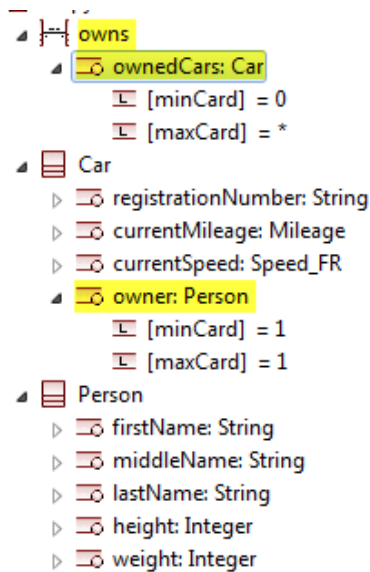 owns
ownedCars: Car
[minCard] = 0
[maxCard] = *
Car
registrationNumber: String
currentMileage: Mileage
currentSpeed: Speed_FR
owner: Person
[minCard] = 1
[maxCard] = 1
Person
firstName: String
middleName: String
lastName: String
height: Integer
weight: Integer